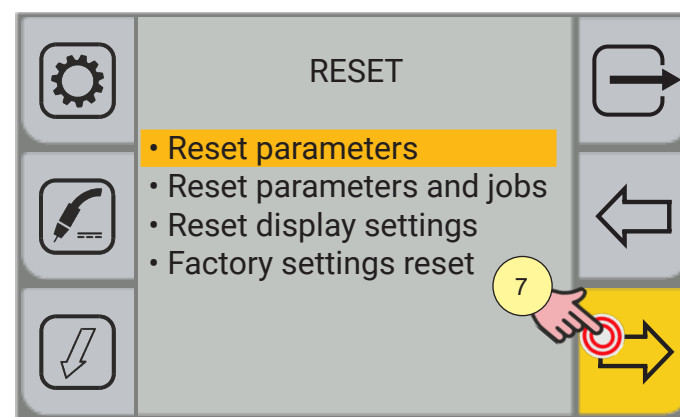 RESET
• Reset parameters
• Reset parameters and jobs
• Reset display settings
• Factory settings reset
7